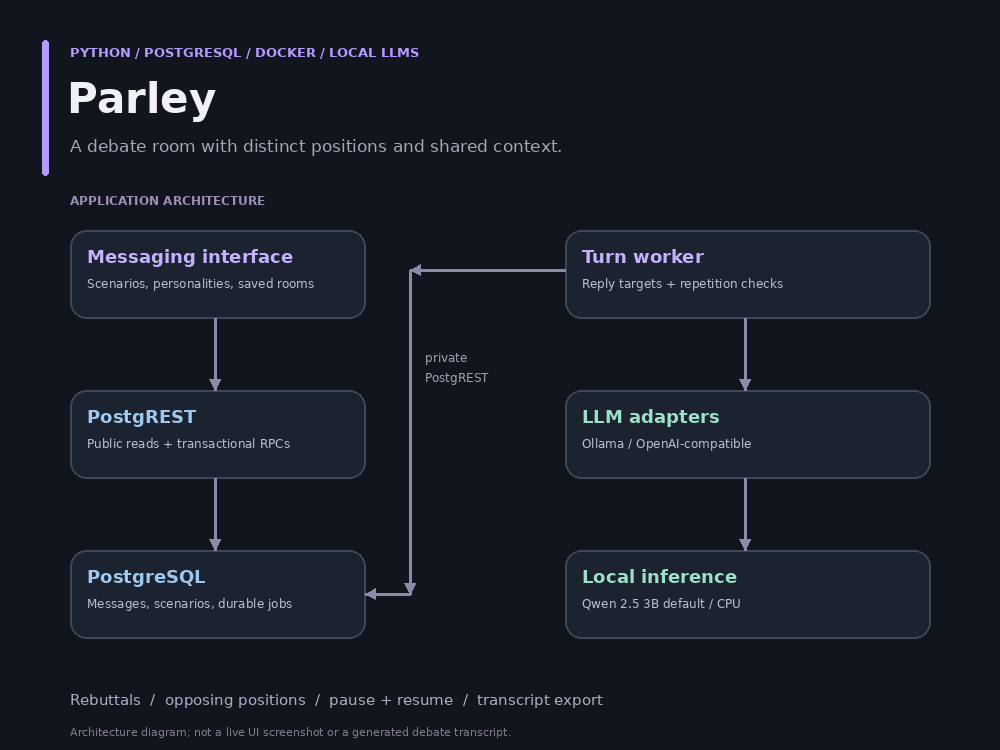 PYTHON / POSTGRESQL / DOCKER / LOCAL LLMS
Parley
A debate room with distinct positions and shared context.
APPLICATION ARCHITECTURE
Messaging interface
Scenarios, personalities, saved rooms
Turn worker
Reply targets + repetition checks
private
PostgREST
PostgREST
Public reads + transactional RPCs
LLM adapters
Ollama / OpenAI-compatible
PostgreSQL
Messages, scenarios, durable jobs
Local inference
Qwen 2.5 3B default / CPU
Rebuttals / opposing positions / pause + resume / transcript export
Architecture diagram; not a live UI screenshot or a generated debate transcript.